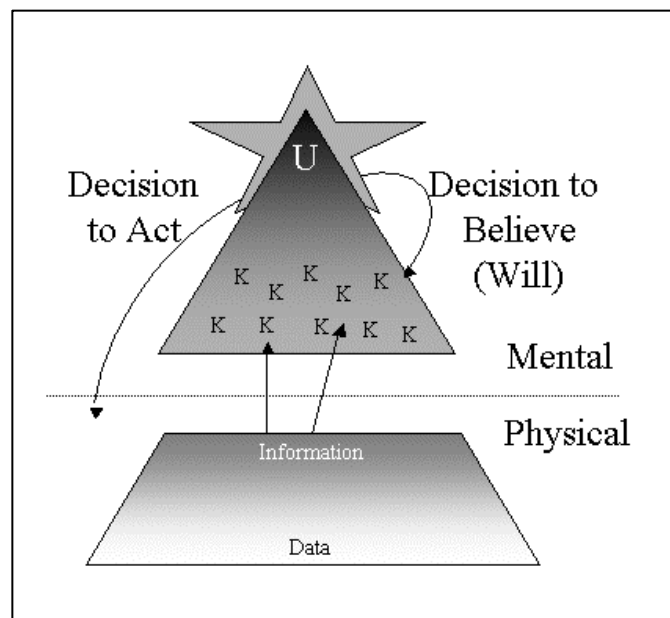 U
Decision
to Act
Decision to
Believe
(Will)
K K K K K
K K K K K
Mental
Physical
Information
Data